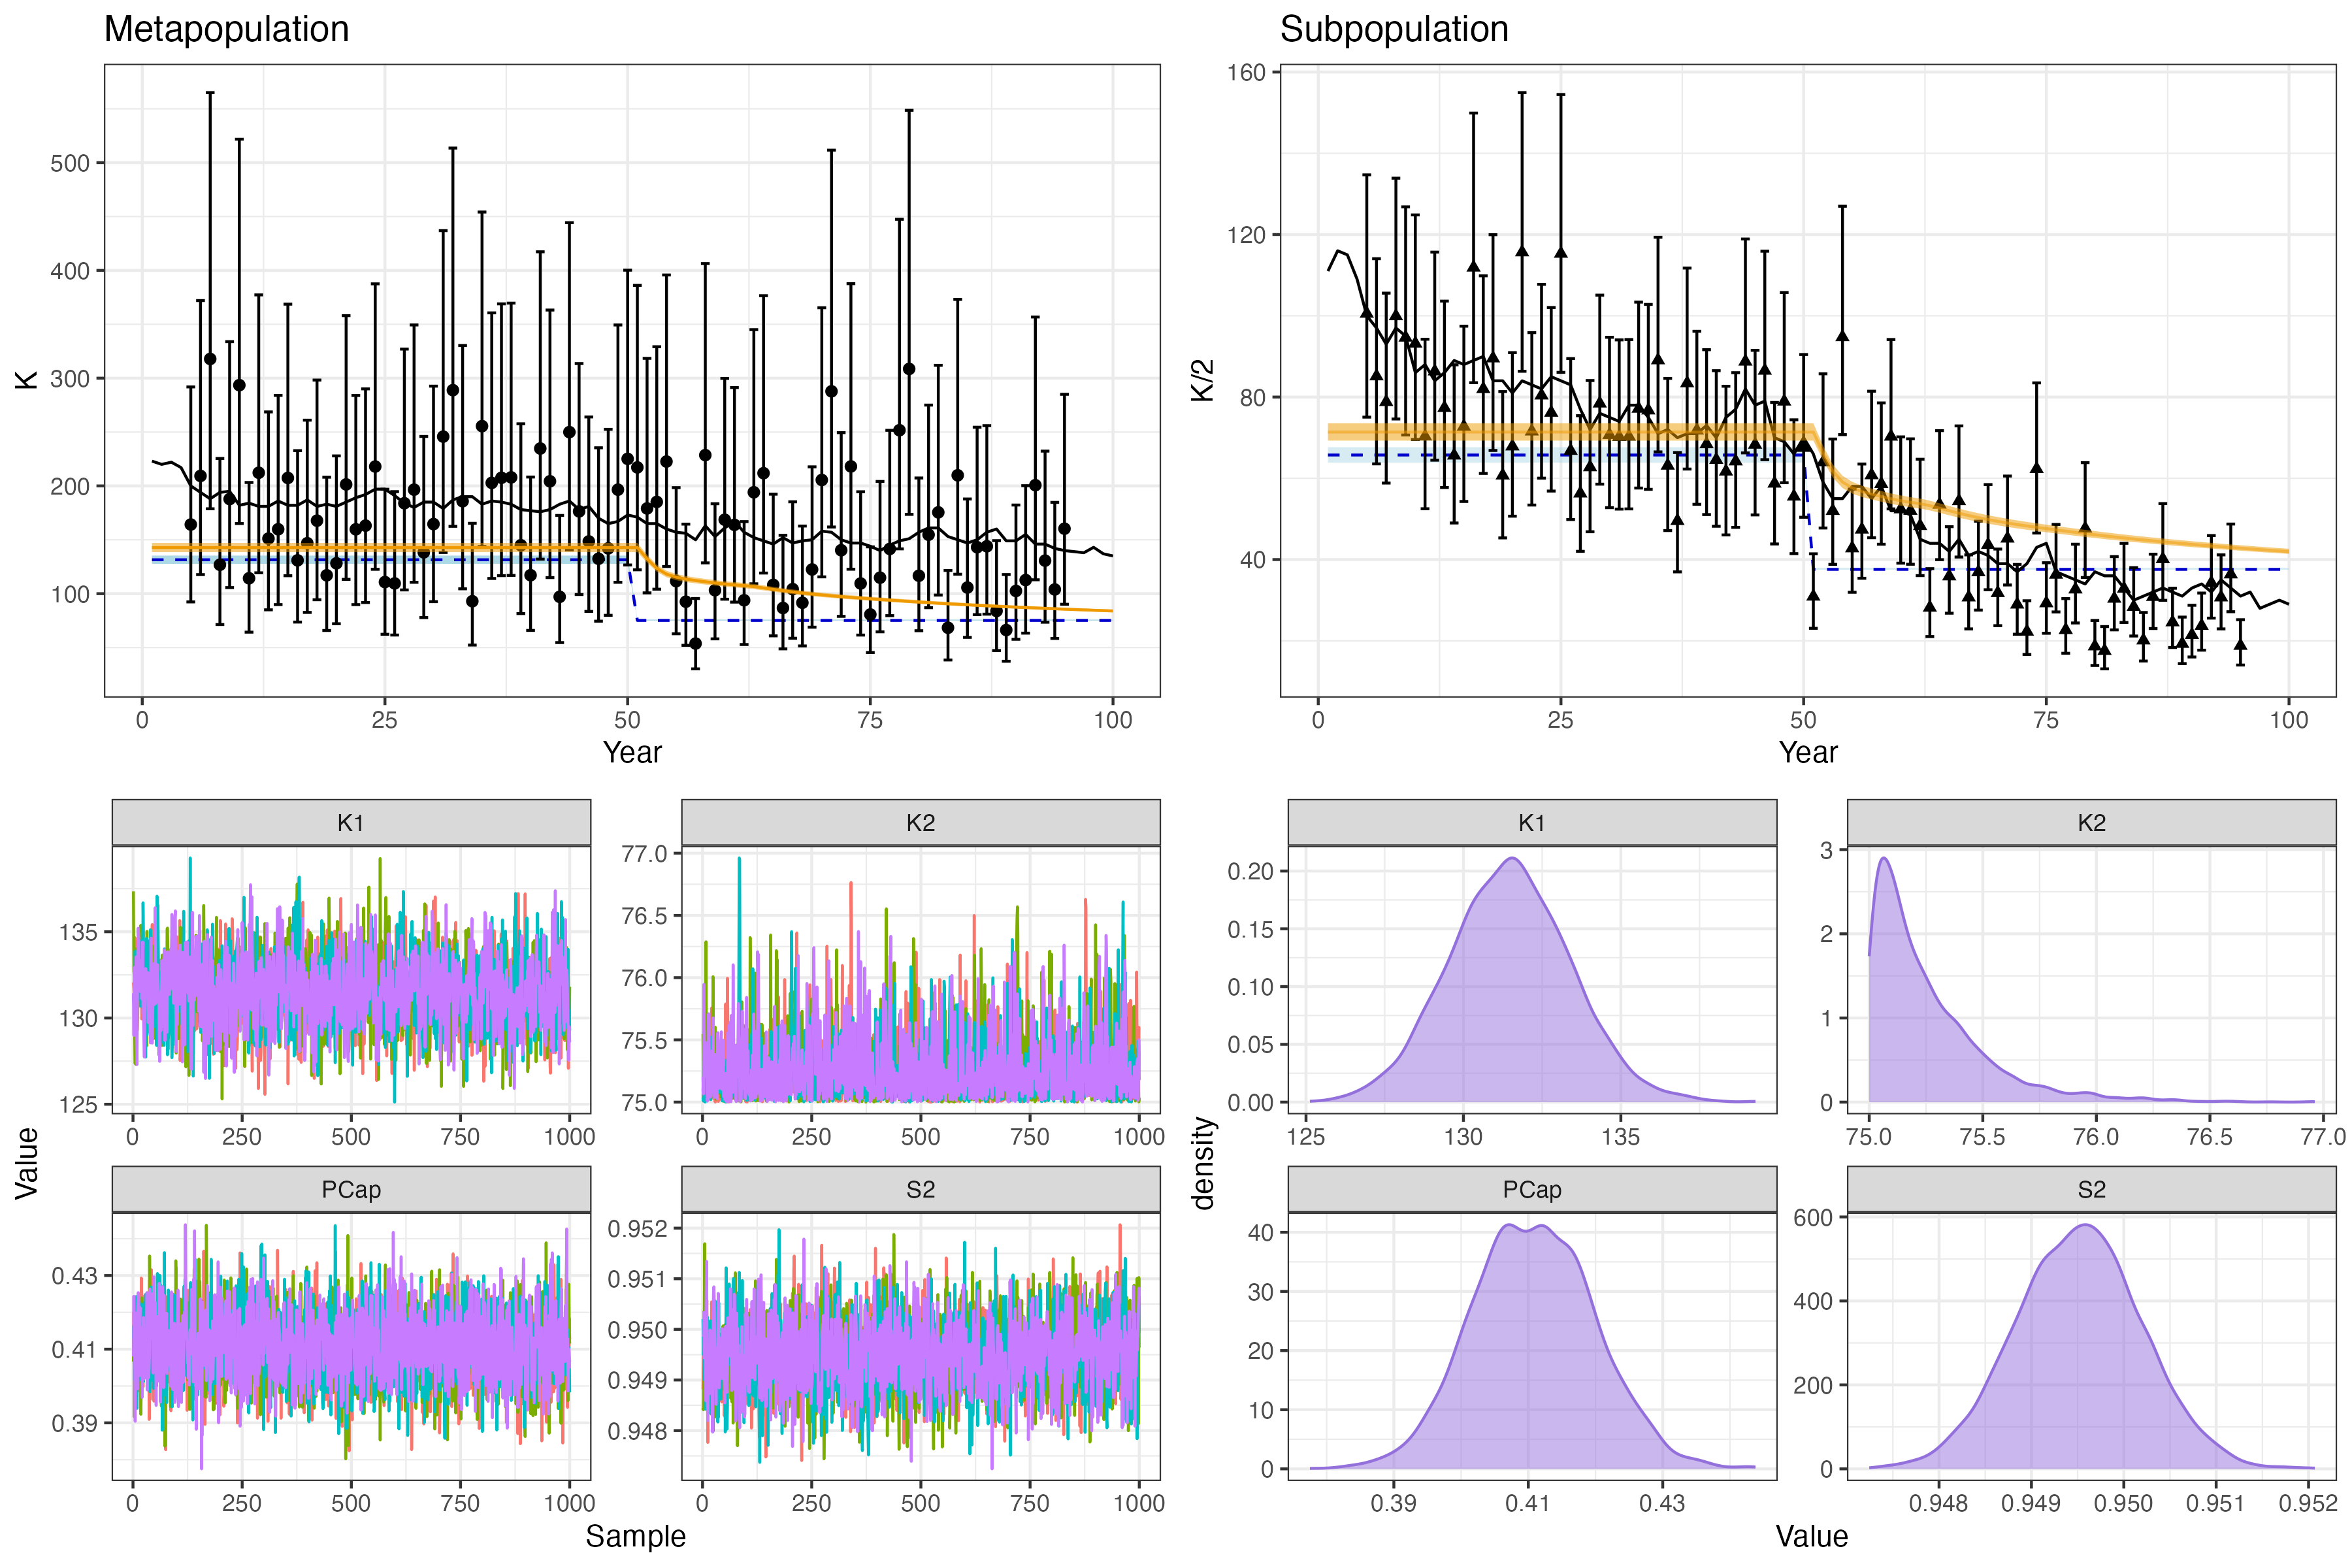 Metapopulation
K
500
400
300
200
100
0 25 50 75 100
Year
Subpopulation
K/2
160
120
80
40
0 25 50 75 100
Year
Value
K1
135
130
125
0 250 500 750 1000
K2
77.0
76.5
76.0
75.5
75.0
0 250 500 750 1000
PCap
0.43
0.41
0.39
0 250 500 750 1000
S2
0.952
0.951
0.950
0.949
0.948
0 250 500 750 1000
Sample
density
K1
0.20
0.15
0.10
0.05
0.00
125 130 135
K2
3
2
1
0
75.0 75.5 76.0 76.5 77.0
PCap
40
30
20
10
0
0.39 0.41 0.43
S2
600
400
200
0
0.948 0.949 0.950 0.951 0.952
Value